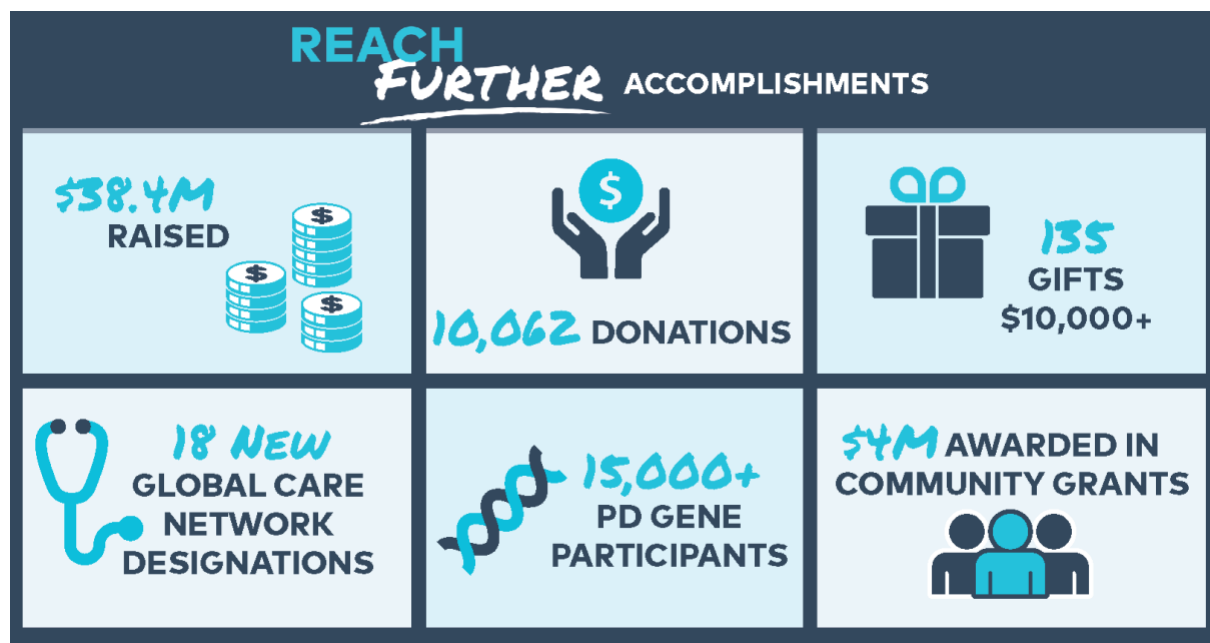 REACH
FURTHER ACCOMPLISHMENTS
$38.4M
RAISED
$
$
$
$
10,062 DONATIONS
135
GIFTS
$10,000+
18 NEW
GLOBAL CARE
NETWORK
DESIGNATIONS
15,000+
PD GENE
PARTICIPANTS
$4M AWARDED IN
COMMUNITY GRANTS